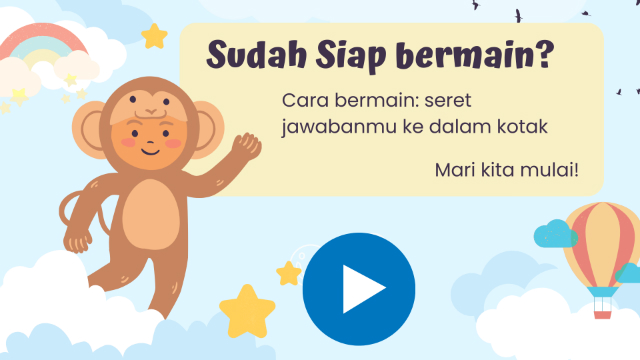 Sudah Siap bermain?
Cara bermain: seret
jawabanmu ke dalam kotak
Mari kita mulai!